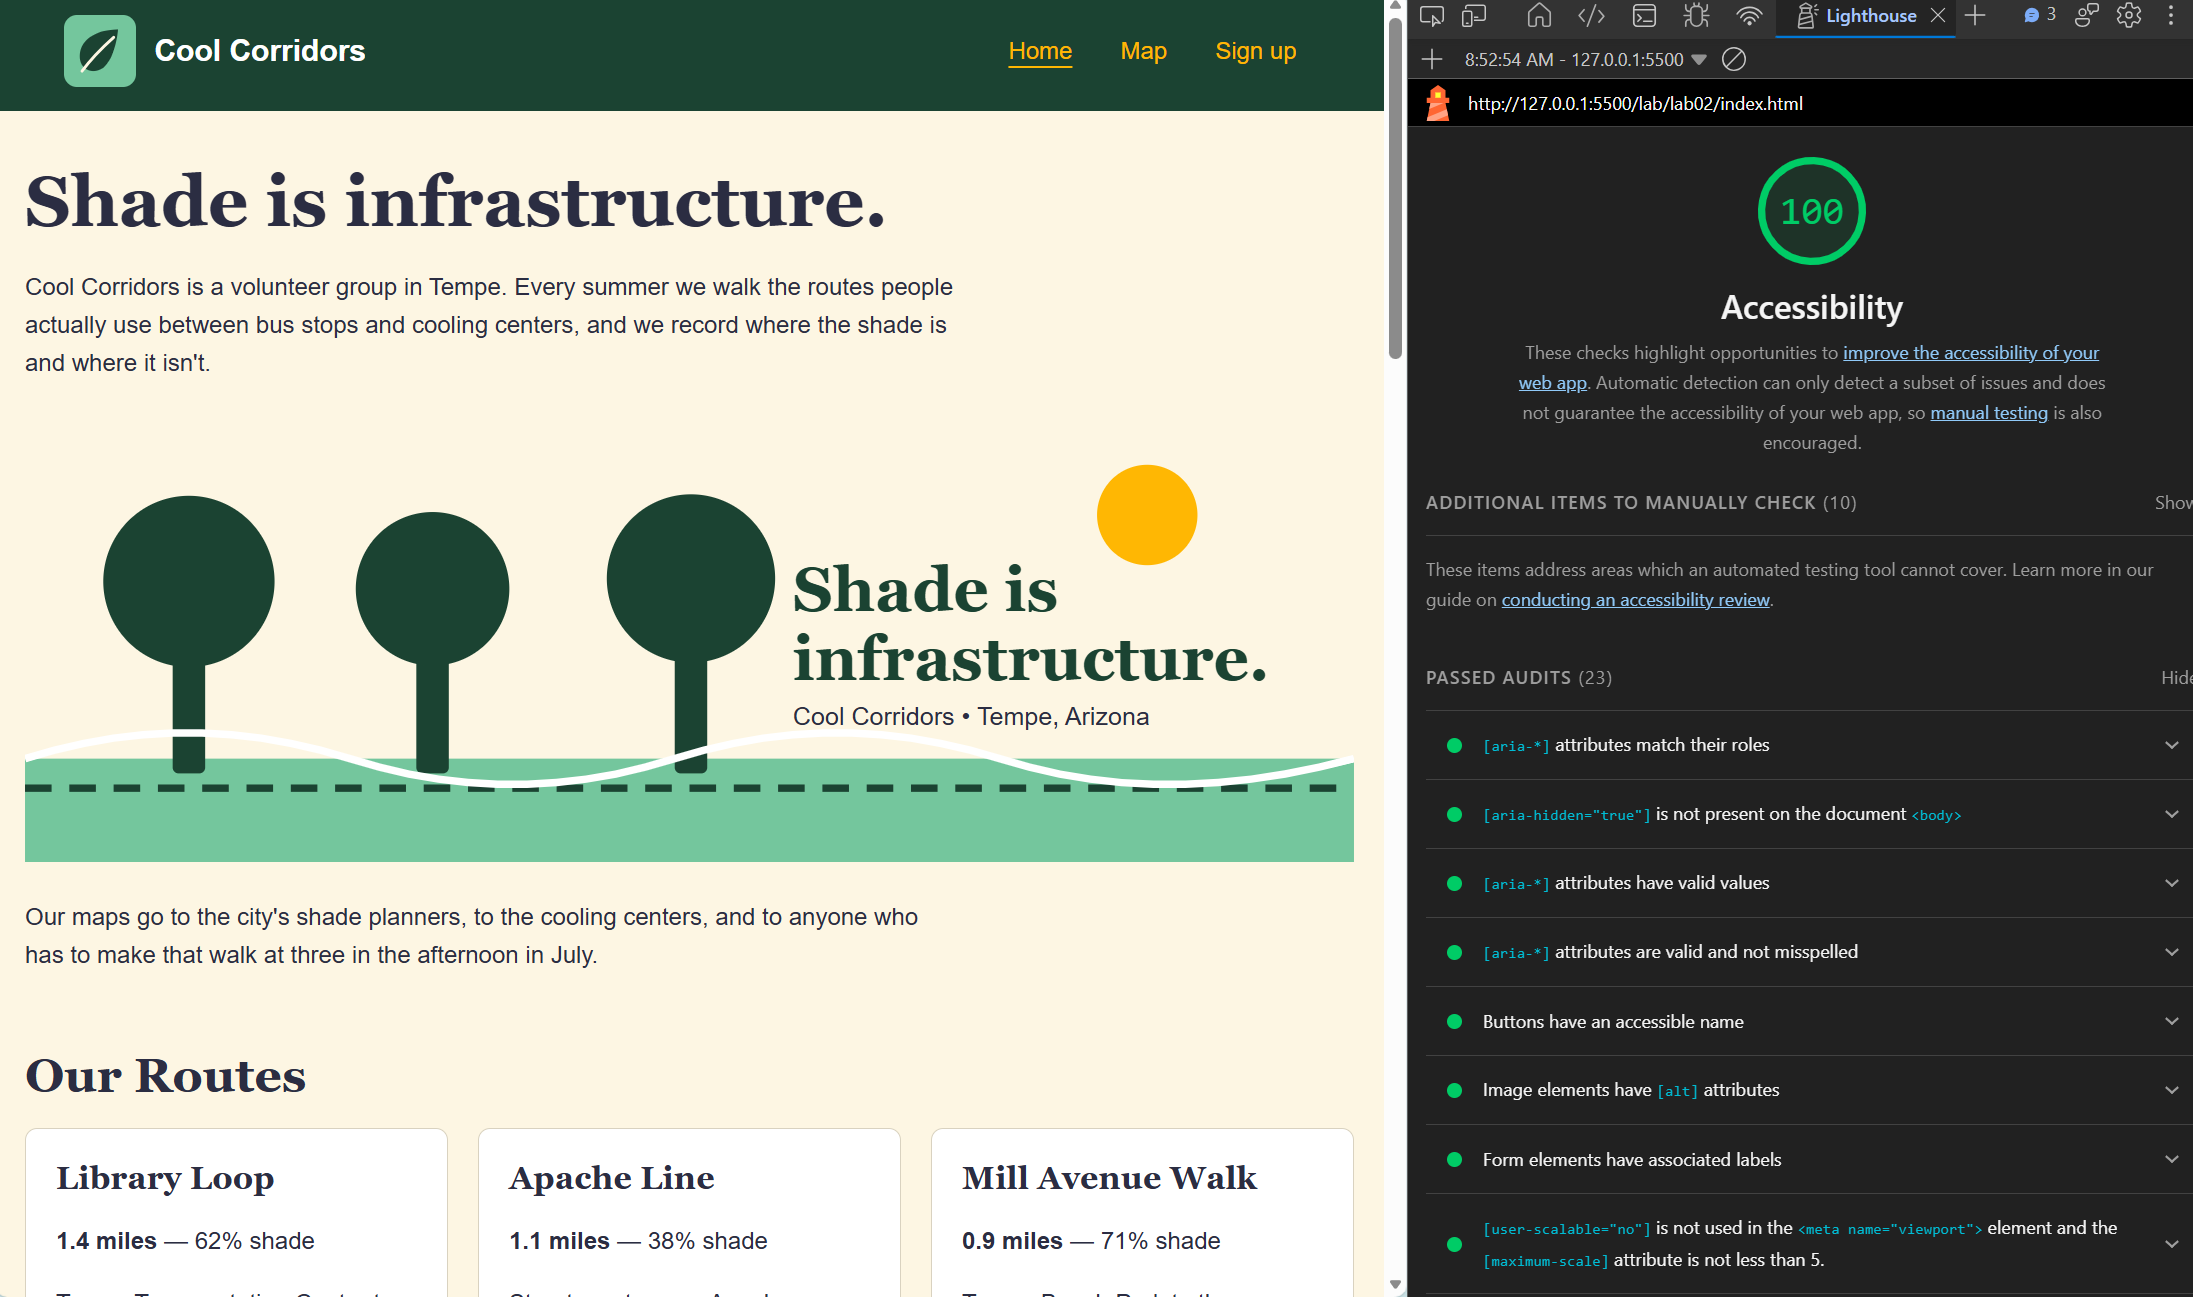 Cool Corridors
Home
Map
Sign up
Shade is infrastructure.
Cool Corridors is a volunteer group in Tempe. Every summer we walk the routes people
actually use between bus stops and cooling centers, and we record where the shade is
and where it isn't.
Shade is
infrastructure.
Cool Corridors • Tempe, Arizona
Our maps go to the city's shade planners, to the cooling centers, and to anyone who
has to make that walk at three in the afternoon in July.
Our Routes
Library Loop
1.4 miles — 62% shade
Apache Line
1.1 miles — 38% shade
Mill Avenue Walk
0.9 miles — 71% shade
Lighthouse
3
8:52:54 AM - 127.0.0.1:5500
http://127.0.0.1:5500/lab/lab02/index.html
100
Accessibility
These checks highlight opportunities to improve the accessibility of your
web app. Automatic detection can only detect a subset of issues and does
not guarantee the accessibility of your web app, so manual testing is also
encouraged.
ADDITIONAL ITEMS TO MANUALLY CHECK (10)
Show
These items address areas which an automated testing tool cannot cover. Learn more in our
guide on conducting an accessibility review.
PASSED AUDITS (23)
Hide
[aria-*] attributes match their roles
[aria-hidden="true"] is not present on the document <body>
[aria-*] attributes have valid values
[aria-*] attributes are valid and not misspelled
Buttons have an accessible name
Image elements have [alt] attributes
Form elements have associated labels
[user-scalable="no"] is not used in the <meta name="viewport"> element and the
[maximum-scale] attribute is not less than 5.